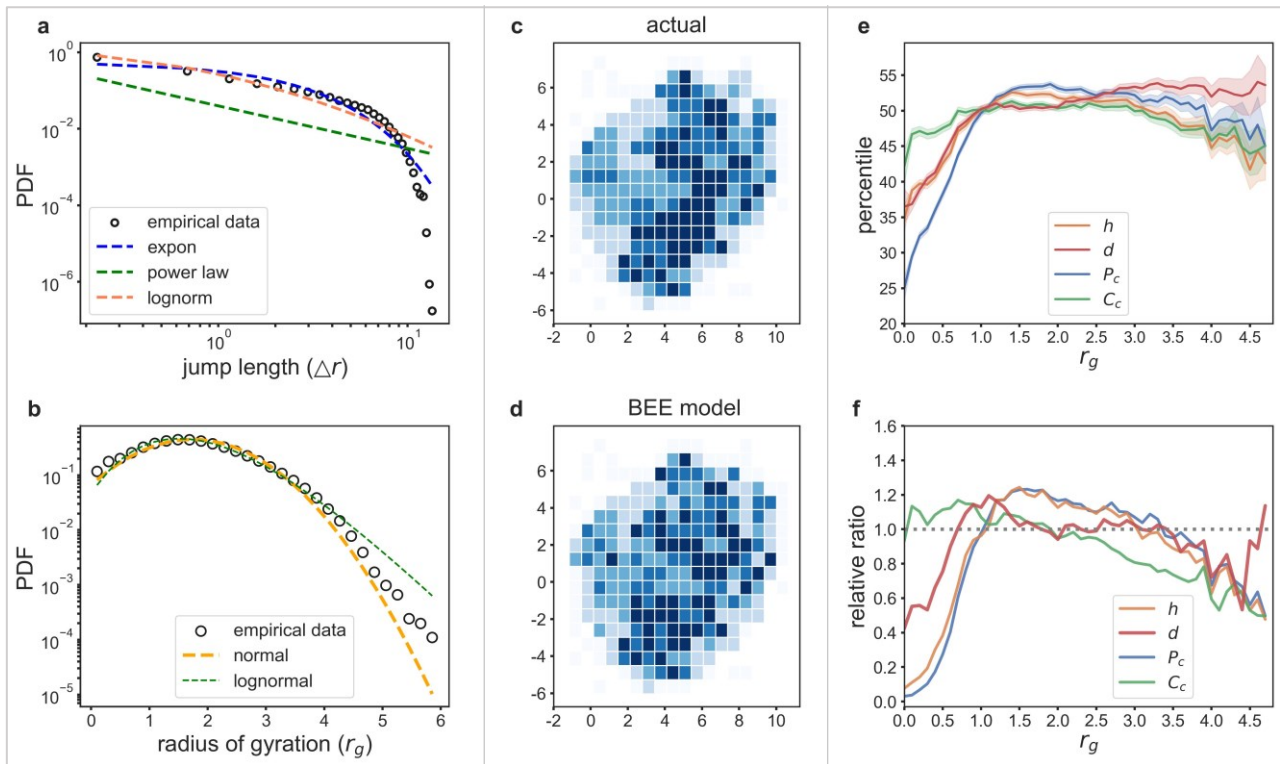 a
10⁰
10⁻²
10⁻⁴
10⁻⁶
PDF
empirical data
expon
power law
lognorm
10⁰
10¹
jump length (△r)
b
10⁻¹
10⁻²
10⁻³
10⁻⁴
10⁻⁵
PDF
empirical data
normal
lognormal
0 1 2 3 4 5 6
radius of gyration (r_g)
c
actual
6
4
2
0
-2
-4
-6
-2 0 2 4 6 8 10
d
BEE model
6
4
2
0
-2
-4
-6
-2 0 2 4 6 8 10
e
55
50
45
40
35
30
25
20
percentile
h
d
P_c
C_c
0.0 0.5 1.0 1.5 2.0 2.5 3.0 3.5 4.0 4.5
r_g
f
1.6
1.4
1.2
1.0
0.8
0.6
0.4
0.2
0.0
relative ratio
h
d
P_c
C_c
0.0 0.5 1.0 1.5 2.0 2.5 3.0 3.5 4.0 4.5
r_g